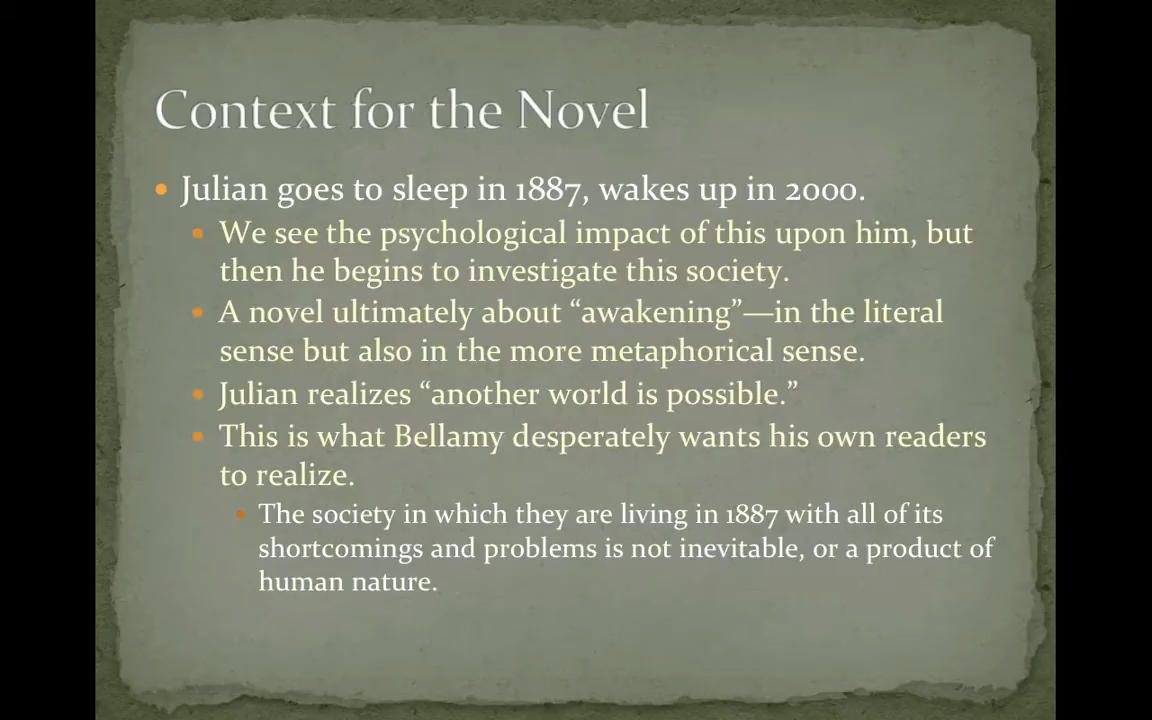 Context for the Novel
• Julian goes to sleep in 1887, wakes up in 2000.
• We see the psychological impact of this upon him, but
then he begins to investigate this society.
• A novel ultimately about “awakening”—in the literal
sense but also in the more metaphorical sense.
• Julian realizes “another world is possible.”
• This is what Bellamy desperately wants his own readers
to realize.
• The society in which they are living in 1887 with all of its
shortcomings and problems is not inevitable, or a product of
human nature.